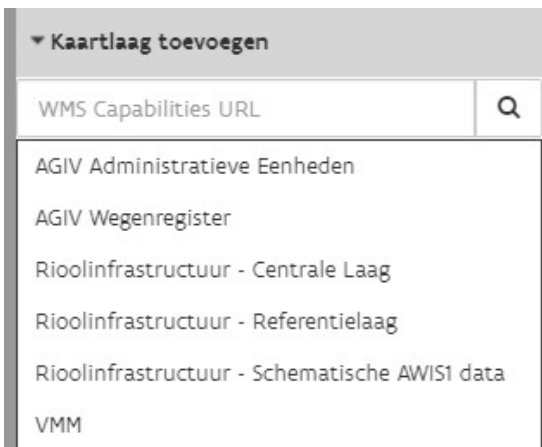 Kaartlaag toevoegen
WMS Capabilities URL
AGIV Administratieve Eenheden
AGIV Wegenregister
Rioolinfrastructuur - Centrale Laag
Rioolinfrastructuur - Referentielaag
Rioolinfrastructuur - Schematische AWIS1 data
VMM